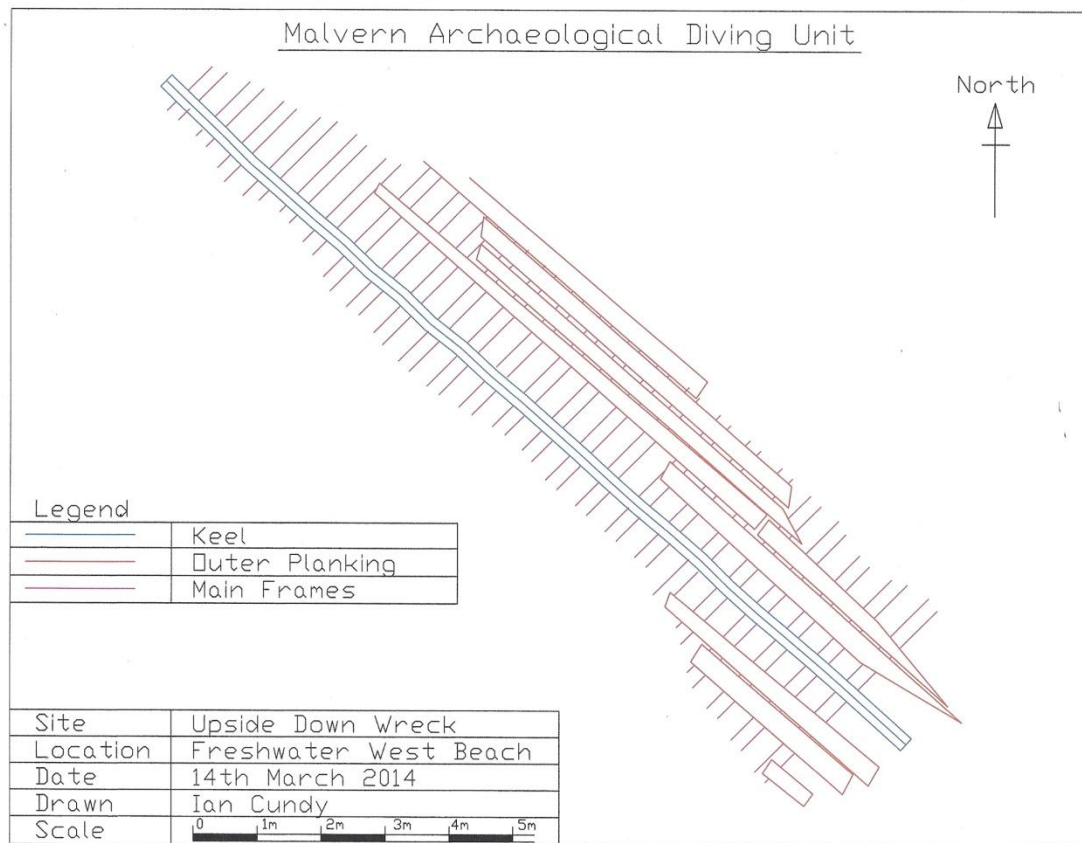 Malvern Archaeological Diving Unit
North
Legend
Keel
Outer Planking
Main Frames
Site Upside Down Wreck
Location Freshwater West Beach
Date 14th March 2014
Drawn Ian Cundy
Scale 0 1m 2m 3m 4m 5m